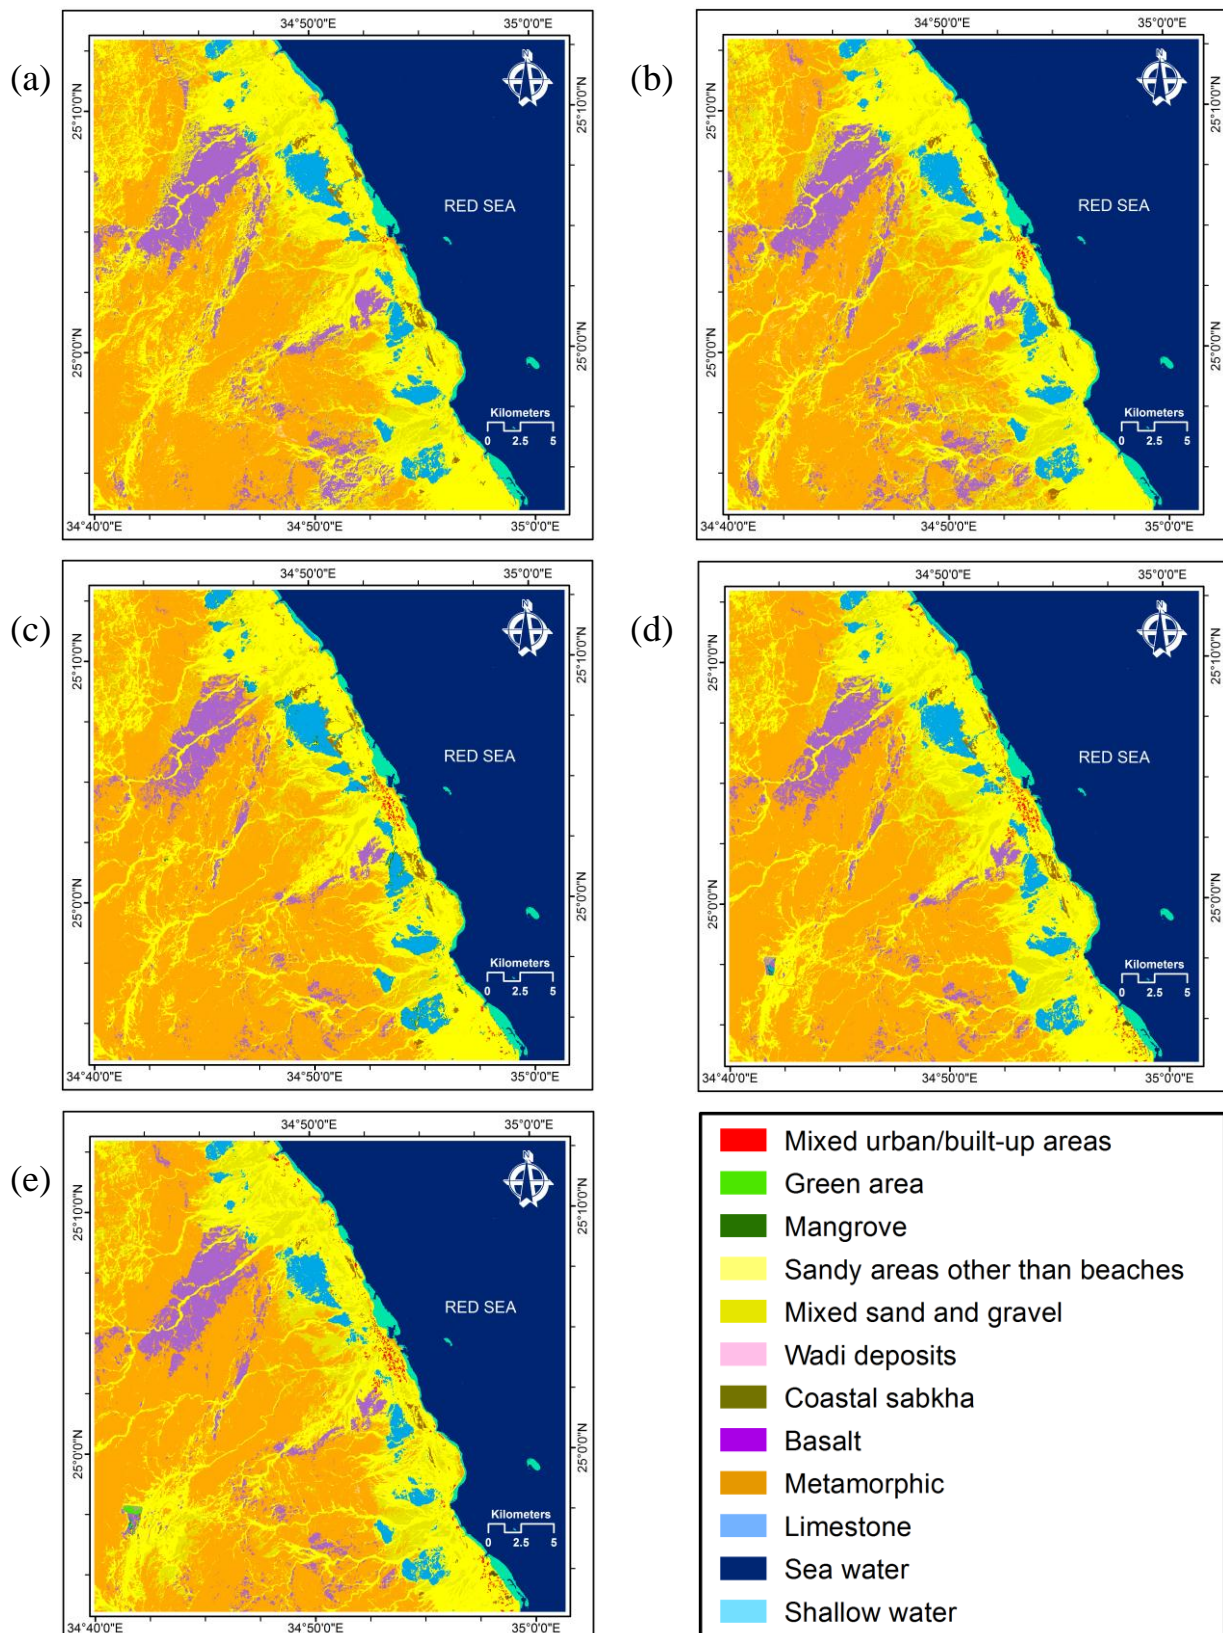 (a)
34°50'0"E
35°0'0"E
25°10'0"N
25°10'0"N
N
RED SEA
25°0'0"N
25°0'0"N
Kilometers
0 2.5 5
34°40'0"E
34°50'0"E
35°0'0"E
(b)
34°50'0"E
35°0'0"E
25°10'0"N
25°10'0"N
N
RED SEA
25°0'0"N
25°0'0"N
Kilometers
0 2.5 5
34°40'0"E
34°50'0"E
35°0'0"E
(c)
34°50'0"E
35°0'0"E
25°10'0"N
25°10'0"N
N
RED SEA
25°0'0"N
25°0'0"N
Kilometers
0 2.5 5
34°40'0"E
34°50'0"E
35°0'0"E
(d)
34°50'0"E
35°0'0"E
25°10'0"N
25°10'0"N
N
RED SEA
25°0'0"N
25°0'0"N
Kilometers
0 2.5 5
34°40'0"E
34°50'0"E
35°0'0"E
(e)
34°50'0"E
35°0'0"E
25°10'0"N
25°10'0"N
N
RED SEA
25°0'0"N
25°0'0"N
Kilometers
0 2.5 5
34°40'0"E
34°50'0"E
35°0'0"E
Mixed urban/built-up areas
Green area
Mangrove
Sandy areas other than beaches
Mixed sand and gravel
Wadi deposits
Coastal sabkha
Basalt
Metamorphic
Limestone
Sea water
Shallow water